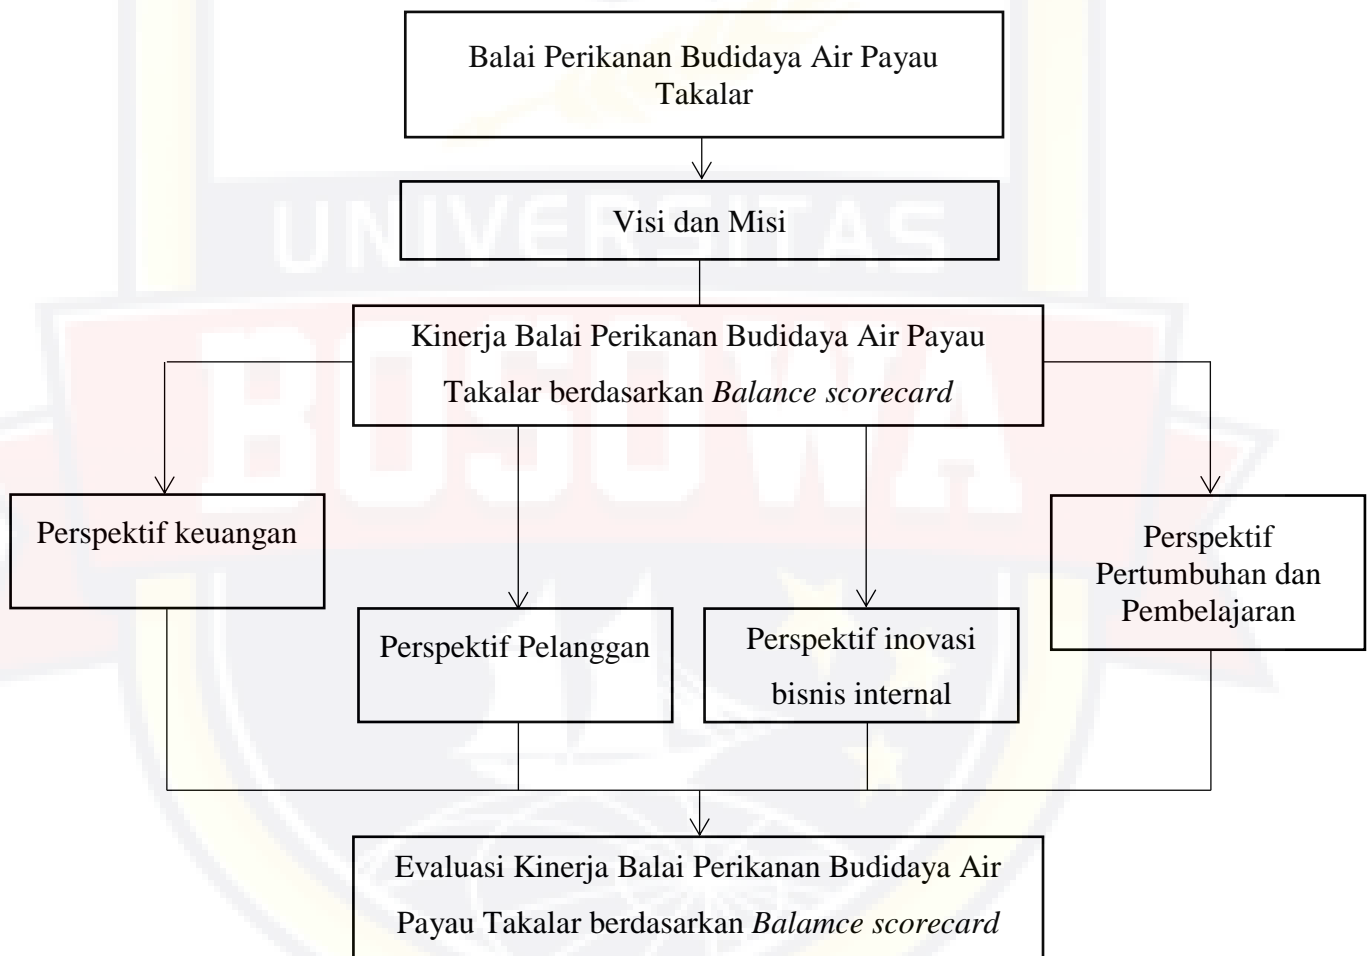 Balai Perikanan Budidaya Air Payau
Takalar
UNIVERSITAS
Visi dan Misi
BOSOWA
Kinerja Balai Perikanan Budidaya Air Payau
Takalar berdasarkan Balance scorecard
Perspektif keuangan
Perspektif Pelanggan
Perspektif inovasi
bisnis internal
Perspektif
Pertumbuhan dan
Pembelajaran
Evaluasi Kinerja Balai Perikanan Budidaya Air
Payau Takalar berdasarkan Balamce scorecard